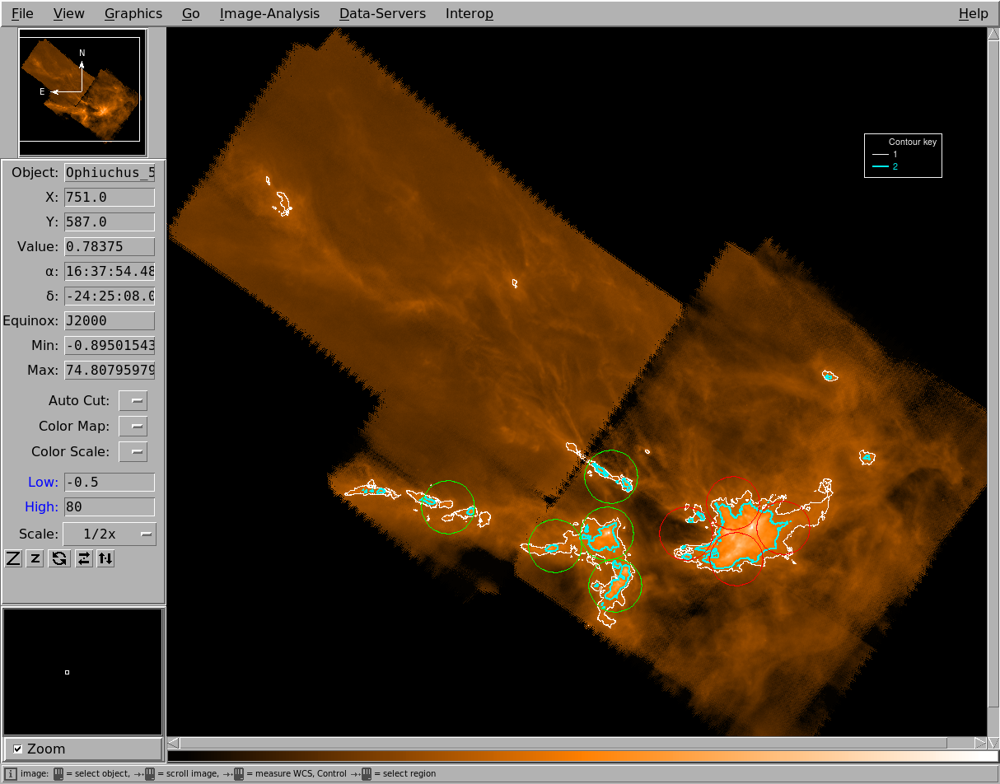 File View Graphics Go Image-Analysis Data-Servers Interop Help
N
E
Object: Ophiuchus_5
X: 751.0
Y: 587.0
Value: 0.78375
α: 16:37:54.48
δ: -24:25:08.0
Equinox: J2000
Min: -0.89501543
Max: 74.80795979
Auto Cut:
Color Map:
Color Scale:
Low: -0.5
High: 80
Scale: 1/2x
Z z
Contour key
1
2
Zoom
image: = select object, = scroll image, = measure WCS, Control = select region